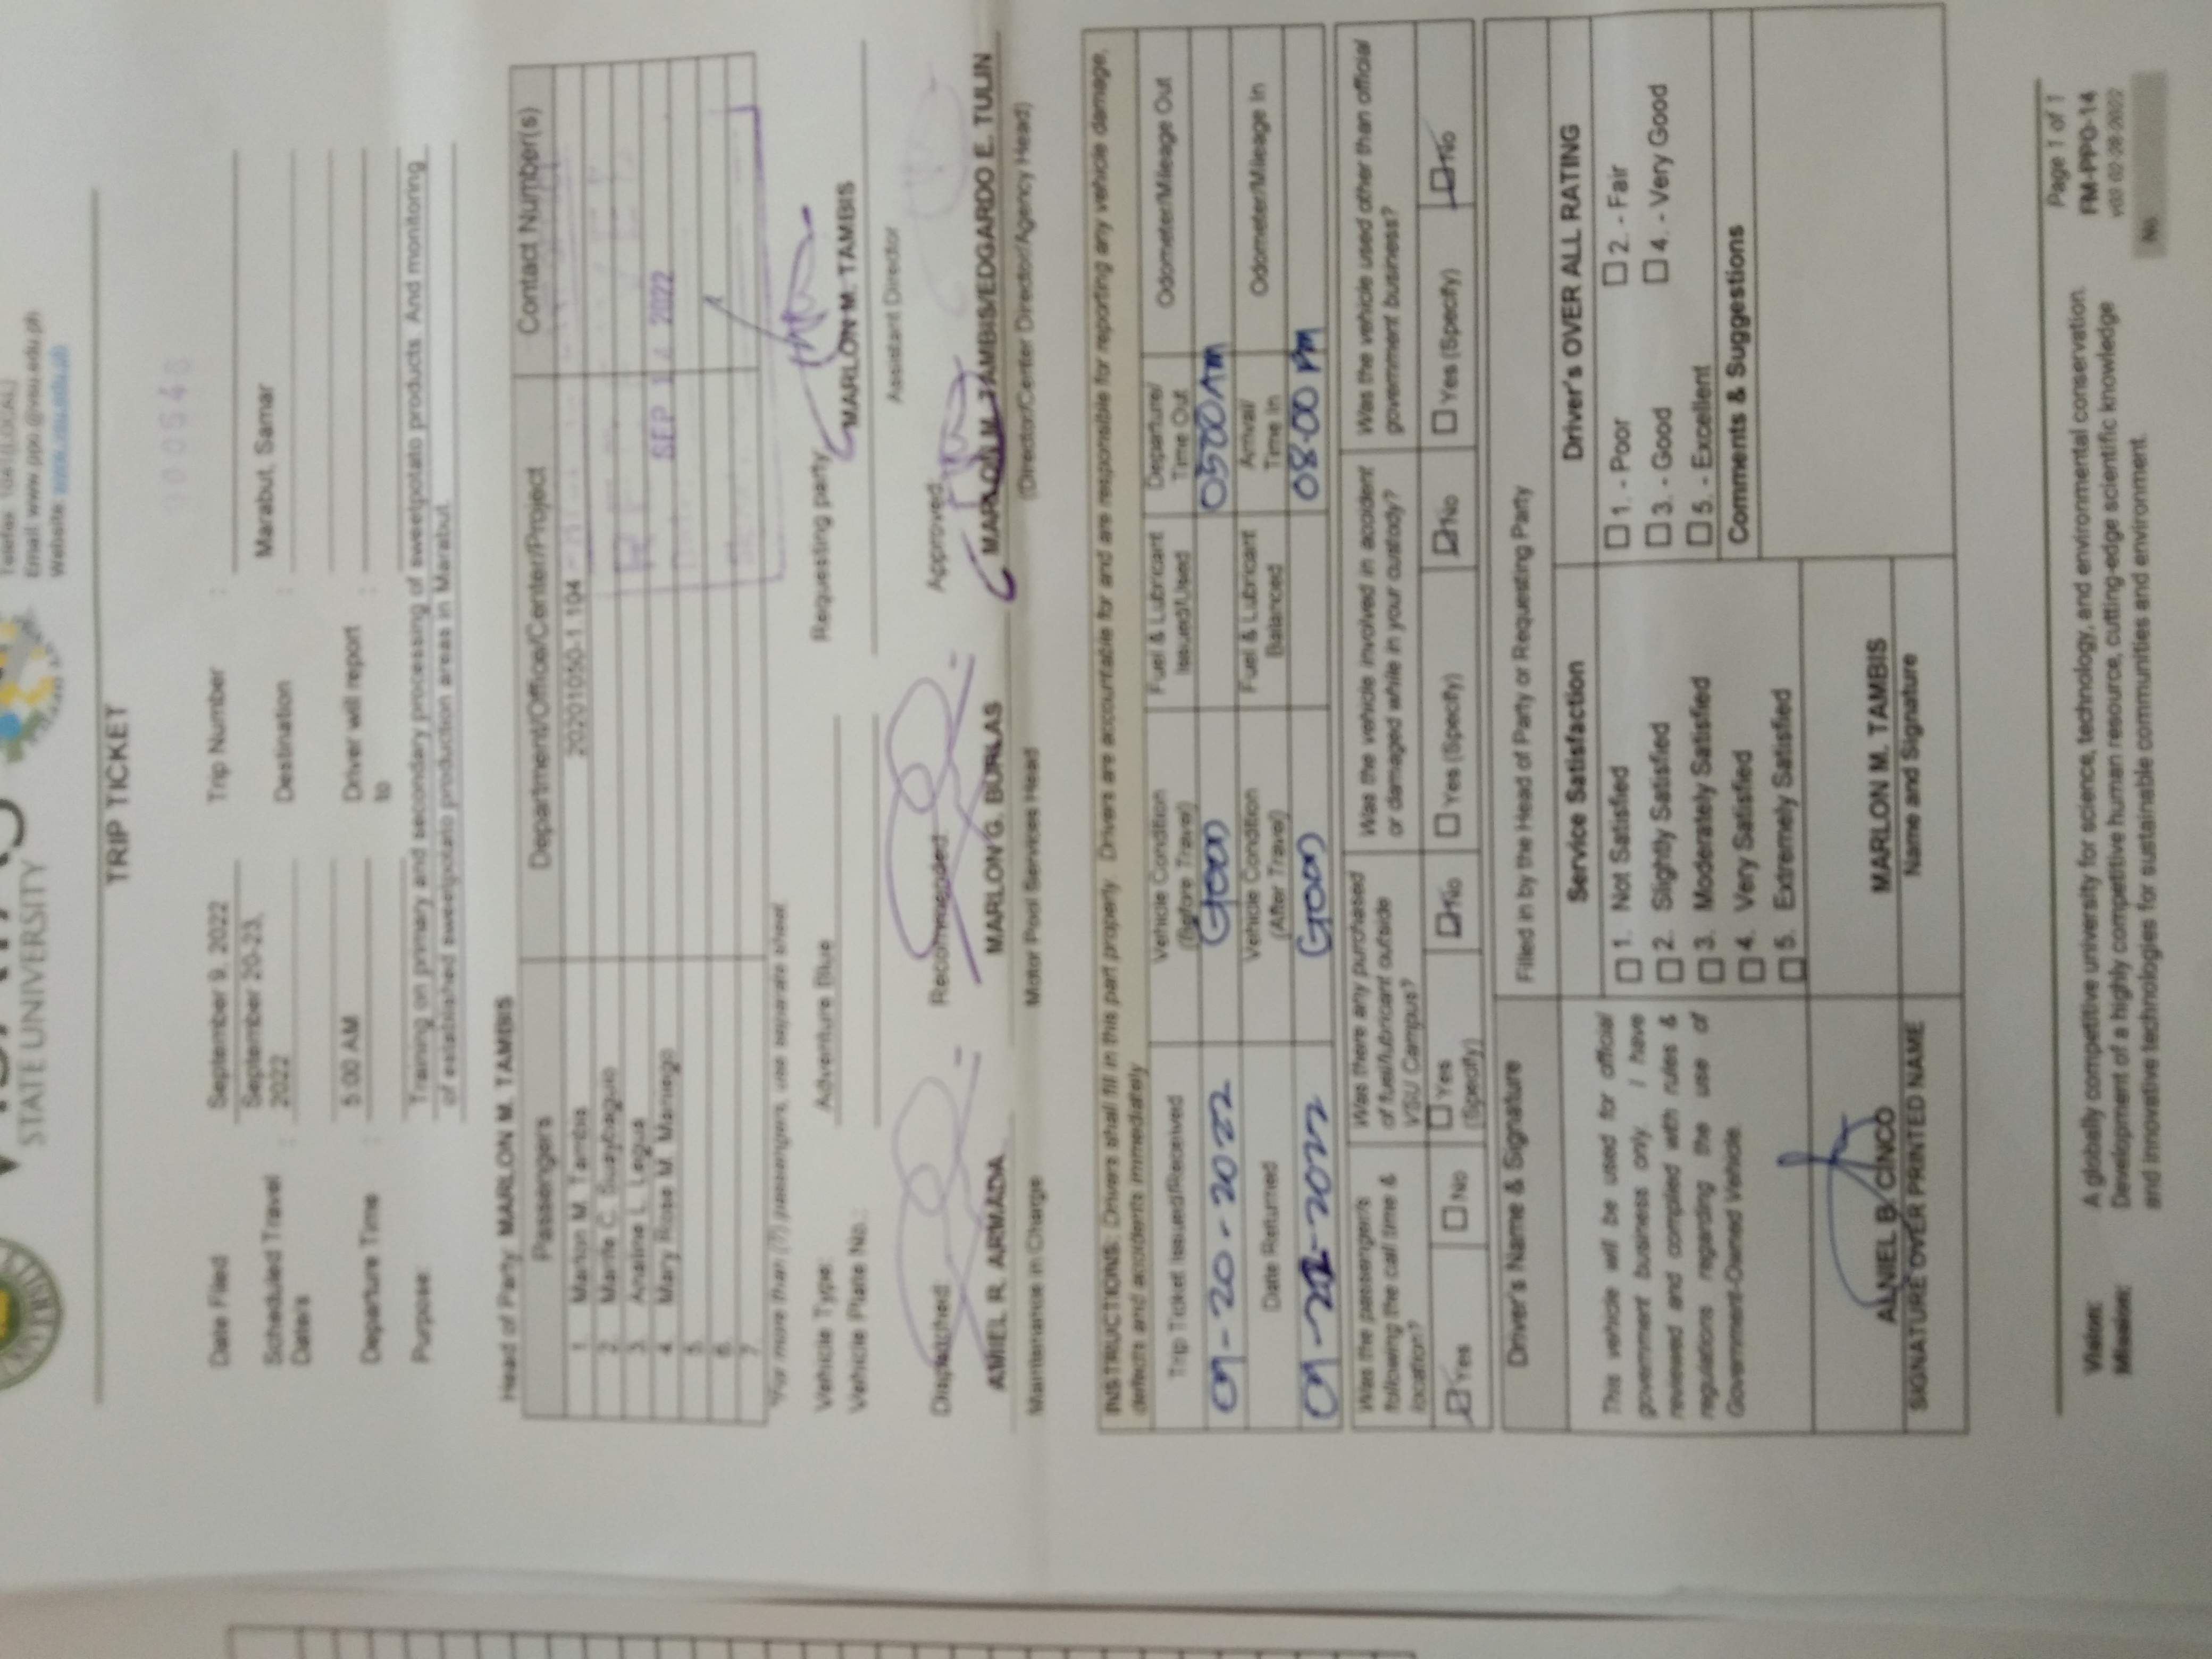 STATE UNIVERSITY
Email: www.ppo@vsu.edu.ph
Website: www.vsu.edu.ph
TRIP TICKET
Date Filed September 9, 2022 Trip Number :
Scheduled Travel Date/s : September 20-23, 2022 Destination : Marabut, Samar
Departure Time : 5:00 AM Driver will report to :
Purpose: Training on primary and secondary processing of sweetpotato products. And monitoring
of established sweetpotato production areas in Marabut.
Head of Party: MARLON M. TAMBIS
Passengers Department/Office/Center/Project Contact Number(s)
1. Marlon M. Tambis 20201050-1.104
2. Marife C.
3. Analine L. Legua
4. Mary Rose M.
5.
6.
7.
SEP 14 2022
*For more than (7) passengers, use separate sheet.
Vehicle Type: Adventure Blue Requesting party
Vehicle Plate No.: MARLON M. TAMBIS
Assistant Director
Dispatched: Recommended: Approved:
AMIEL R. ARMADA MARLON G. BURLAS MARLON M. TAMBIS/EDGARDO E. TULIN
Maintenance in Charge Motor Pool Services Head (Director/Center Director/Agency Head)
INSTRUCTIONS: Drivers shall fill in this part properly. Drivers are accountable for and are responsible for reporting any vehicle damage,
defects and accidents immediately
Trip Ticket Issued/Received Vehicle Condition (Before Travel) Fuel & Lubricant Issued/Used Departure/ Time Out Odometer/Mileage Out
09-20-2022 GOOD 0500AM
Date Returned Vehicle Condition (After Travel) Fuel & Lubricant Balanced Arrival/ Time In Odometer/Mileage In
2022 GOOD 08:00 PM
Was the passenger/s following the call time & location? Was there any purchased of fuel/lubricant outside VSU Campus? Was the vehicle involved in accident or damaged while in your custody? Was the vehicle used other than official government business?
Yes No Yes (Specify) No Yes (Specify) No Yes (Specify) No
Driver's Name & Signature Filled in by the Head of Party or Requesting Party
Service Satisfaction Driver's OVER ALL RATING
This vehicle will be used for official
government business only. I have
reviewed and complied with rules &
regulations regarding the use of
Government-Owned Vehicle.
1. Not Satisfied
2. Slightly Satisfied
3. Moderately Satisfied
4. Very Satisfied
5. Extremely Satisfied
1. - Poor 2. - Fair
3. - Good 4. - Very Good
5. - Excellent
Comments & Suggestions
ANIEL B. CINCO MARLON M. TAMBIS
SIGNATURE OVER PRINTED NAME Name and Signature
Vision: A globally competitive university for science, technology, and environmental conservation.
Mission: Development of a highly competitive human resource, cutting-edge scientific knowledge
and innovative technologies for sustainable communities and environment.
Page 1 of 1
FM-PPO-14
No.